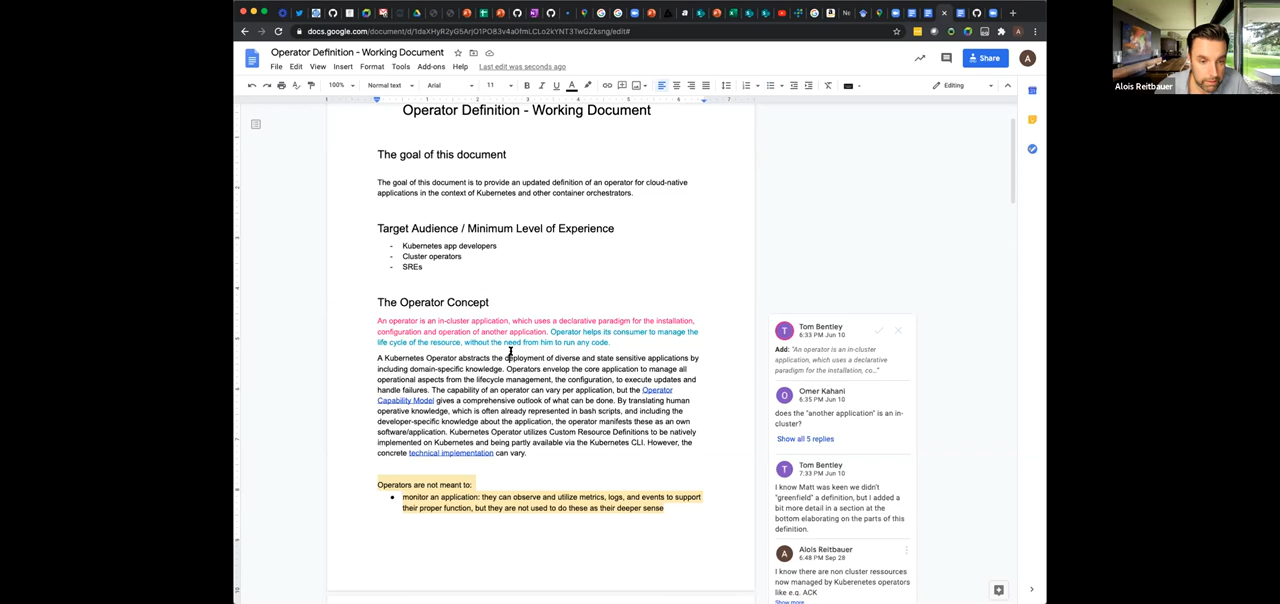 docs.google.com/document/d/1daXHyR2yG5ArjG1PO83v4a0fmLCLo2kYNT3TwGZksng/edit#
Operator Definition - Working Document
File Edit View Insert Format Tools Add-ons Help Last edit was seconds ago
Share
A
100% Normal text Arial 11 Editing
Operator Definition - Working Document
The goal of this document
The goal of this document is to provide an updated definition of an operator for cloud-native
applications in the context of Kubernetes and other container orchestrators.
Target Audience / Minimum Level of Experience
- Kubernetes app developers
- Cluster operators
- SREs
The Operator Concept
An operator is an in-cluster application, which uses a declarative paradigm for the installation,
configuration and operation of another application. Operator helps its consumer to manage the
life cycle of the resource, without the need from him to run any code.
A Kubernetes Operator abstracts the deployment of diverse and state sensitive applications by
including domain-specific knowledge. Operators envelop the core application to manage all
operational aspects from the lifecycle management, the configuration, to execute updates and
handle failures. The capability of an operator can vary per application, but the Operator
Capability Model gives a comprehensive outlook of what can be done. By translating human
operative knowledge, which is often already represented in bash scripts, and including the
developer-specific knowledge about the application, the operator manifests these as an own
software/application. Kubernetes Operator utilizes Custom Resource Definitions to be natively
implemented on Kubernetes and being partly available via the Kubernetes CLI. However, the
concrete technical implementation can vary.
Operators are not meant to:
● monitor an application: they can observe and utilize metrics, logs, and events to support
their proper function, but they are not used to do these as their deeper sense
T
Tom Bentley
6:33 PM Jun 10
Add: "An operator is an in-cluster
application, which uses a declarative
paradigm for the installation, co..."
O
Omer Kahani
6:35 PM Jun 10
does the "another application" is an in-
cluster?
Show all 5 replies
T
Tom Bentley
7:33 PM Jun 10
I know Matt was keen we didn't
"greenfield" a definition, but I added a
bit more detail in a section at the
bottom elaborating on the parts of this
definition.
A
Alois Reitbauer
6:48 PM Sep 28
I know there are non cluster ressources
now managed by Kuberenetes operators
like e.g. ACK
Show more
Alois Reitbauer